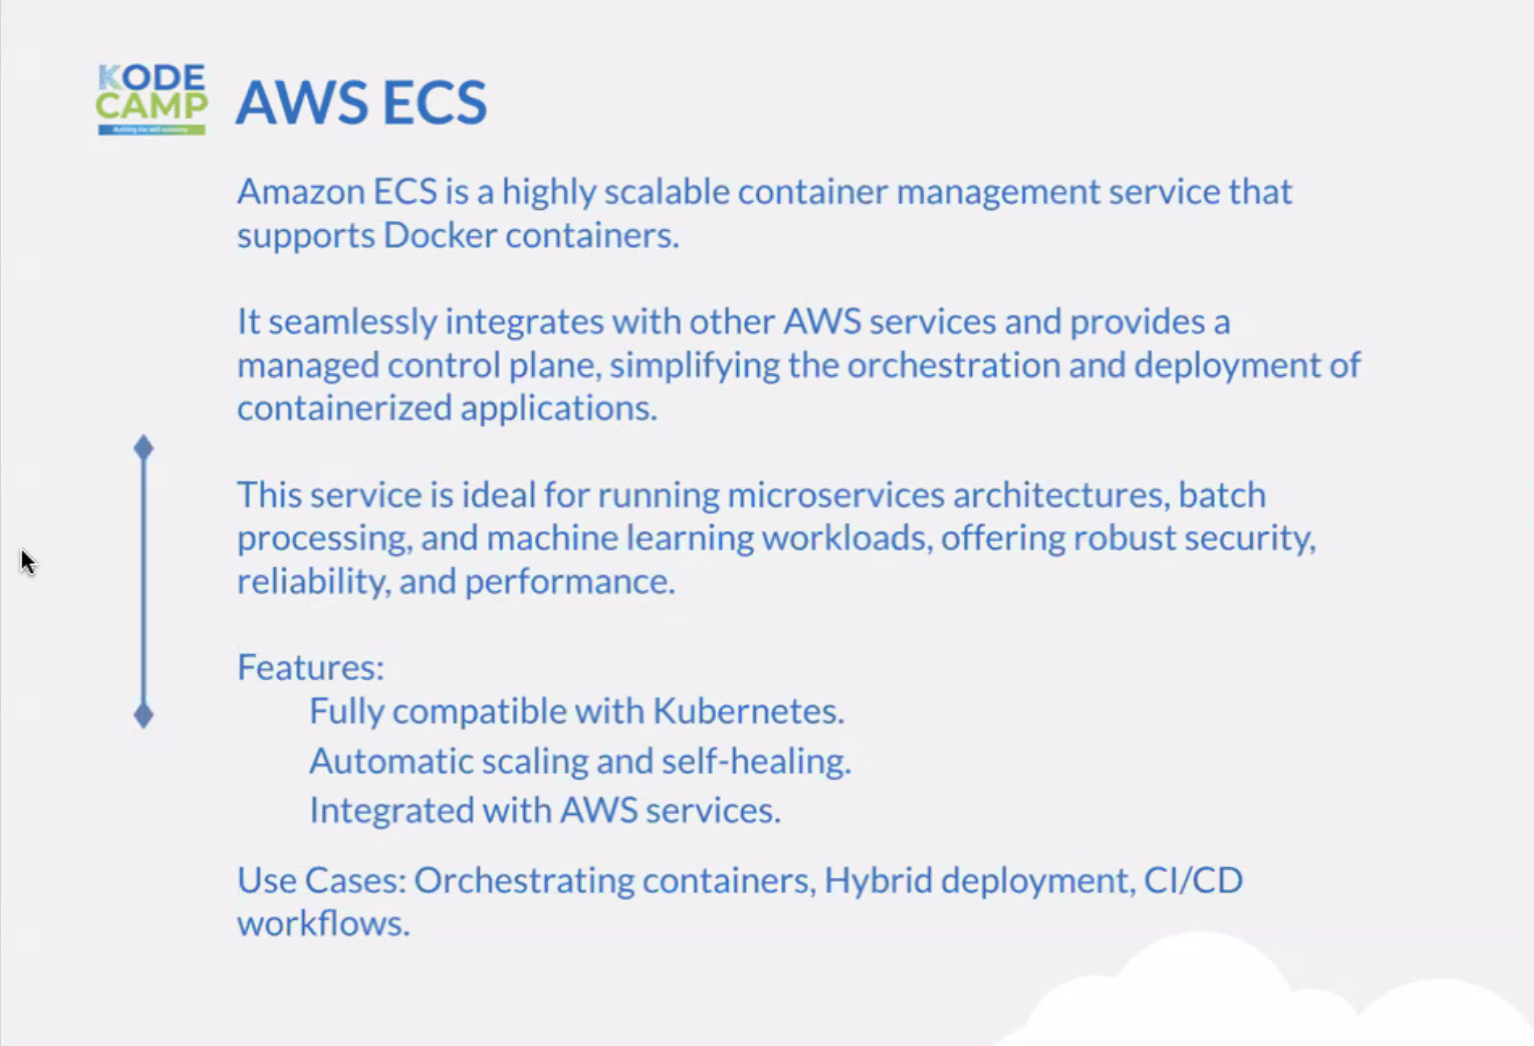 KODE
CAMP
Building the skill economy
AWS ECS
Amazon ECS is a highly scalable container management service that
supports Docker containers.
It seamlessly integrates with other AWS services and provides a
managed control plane, simplifying the orchestration and deployment of
containerized applications.
This service is ideal for running microservices architectures, batch
processing, and machine learning workloads, offering robust security,
reliability, and performance.
Features:
Fully compatible with Kubernetes.
Automatic scaling and self-healing.
Integrated with AWS services.
Use Cases: Orchestrating containers, Hybrid deployment, CI/CD
workflows.